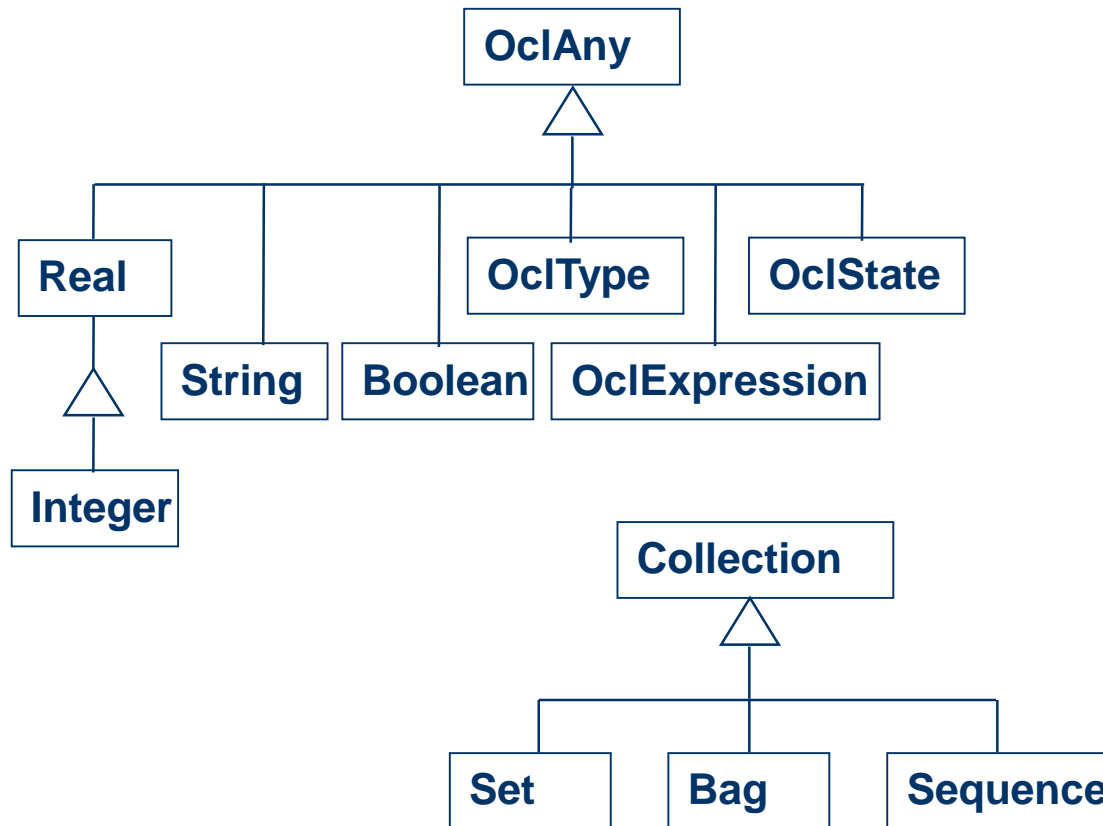 OclAny
Real
OclType
OclState
String
Boolean
OclExpression
Integer
Collection
Set
Bag
Sequence